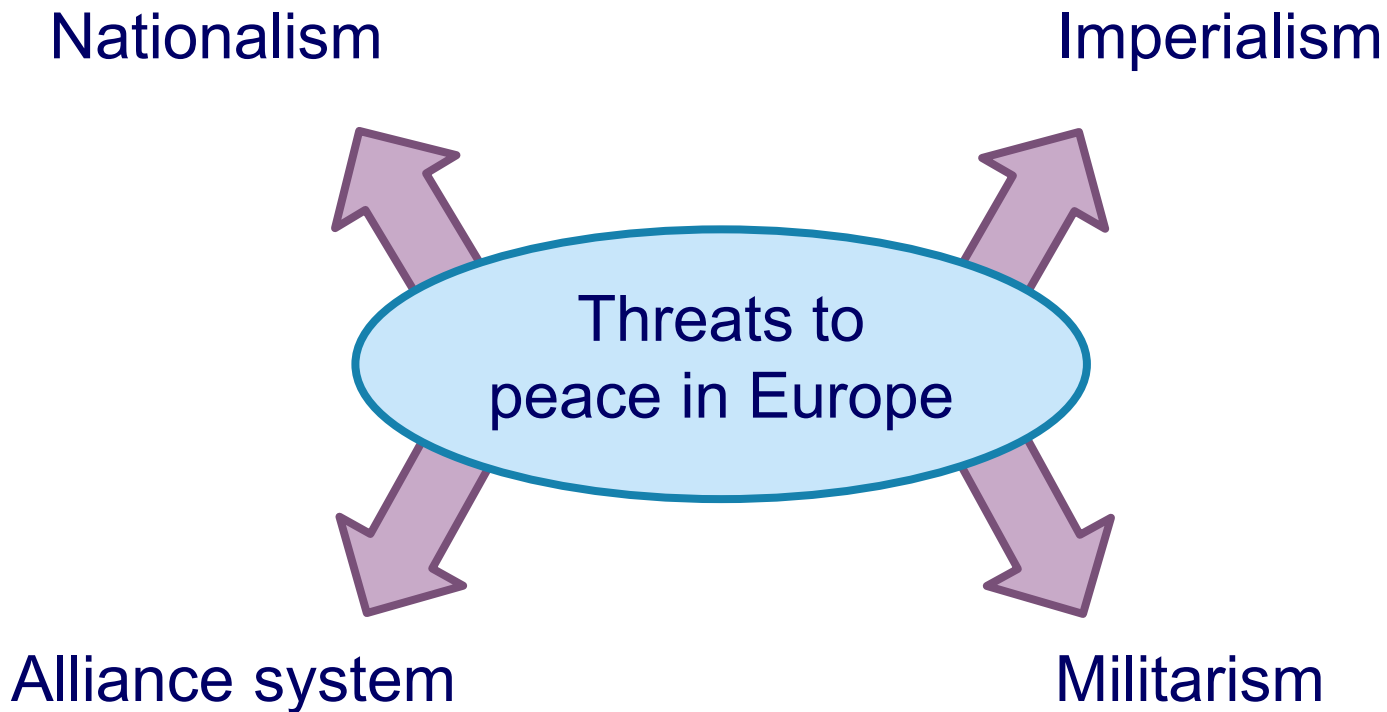 Nationalism
Imperialism
Threats to
peace in Europe
Alliance system
Militarism